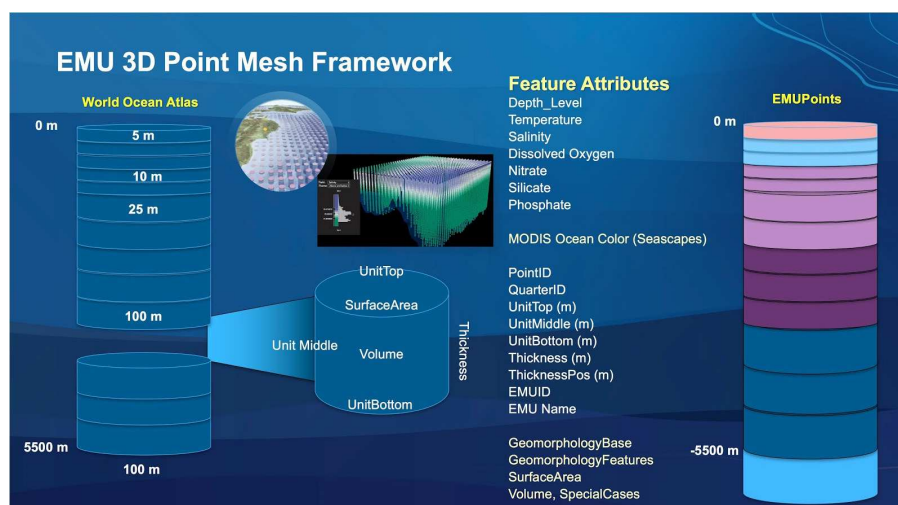 EMU 3D Point Mesh Framework
World Ocean Atlas
0 m
5 m
10 m
25 m
100 m
5500 m
100 m
UnitTop
SurfaceArea
Unit Middle
Volume
Thickness
UnitBottom
Feature Attributes
Depth_Level
Temperature
Salinity
Dissolved Oxygen
Nitrate
Silicate
Phosphate
MODIS Ocean Color (Seascapes)
PointID
QuarterID
UnitTop (m)
UnitMiddle (m)
UnitBottom (m)
Thickness (m)
ThicknessPos (m)
EMUID
EMU Name
GeomorphologyBase
GeomorphologyFeatures
SurfaceArea
Volume, SpecialCases
EMUPoints
0 m
-5500 m